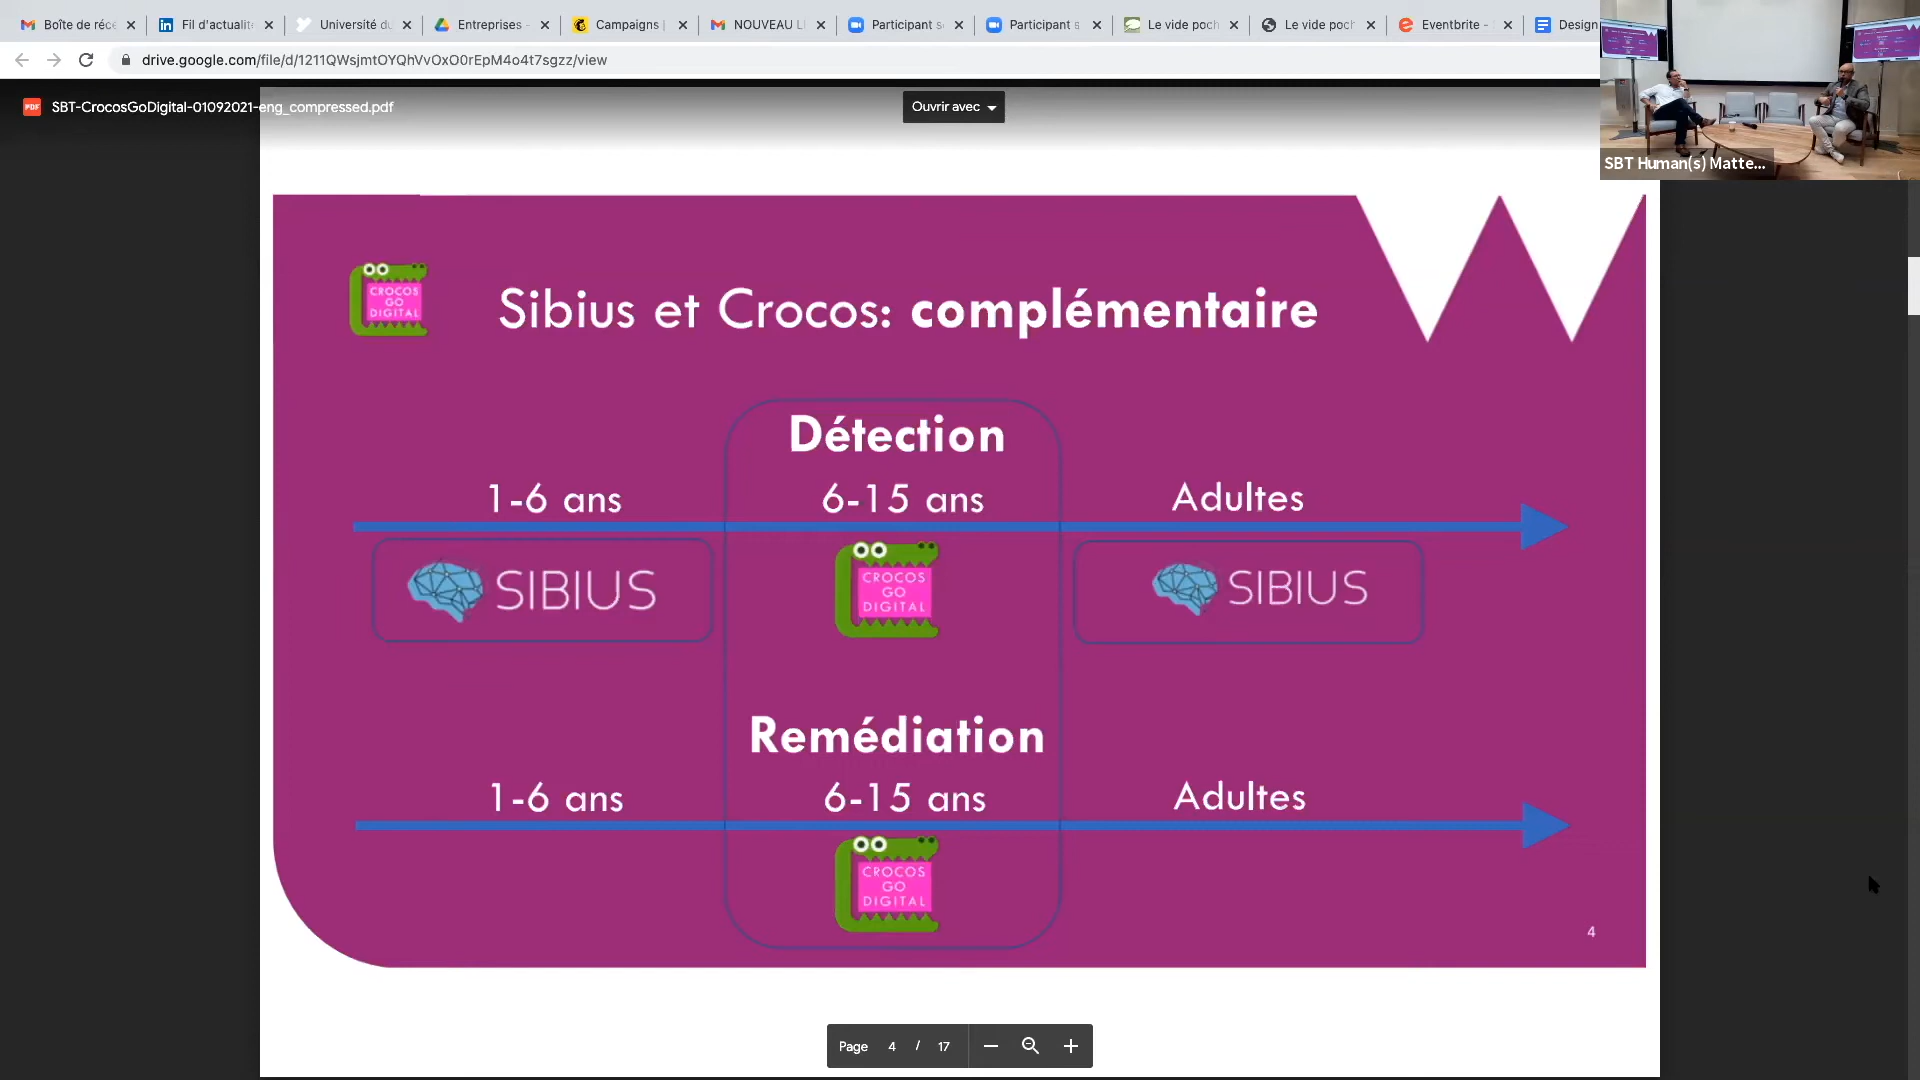 Boîte de réce
Fil d'actualit
Université du
Entreprises -
Campaigns
NOUVEAU L
Participant s
Participant s
Le vide poch
Le vide poch
Eventbrite -
Design
drive.google.com/file/d/1211QWsjmtOYQhVvOxO0rEpM4o4t7sgzz/view
PDF
SBT-CrocosGoDigital-01092021-eng_compressed.pdf
Ouvrir avec
SBT Human(s) Matte...
CROCOS
GO
DIGITAL
Sibius et Crocos: complémentaire
Détection
1-6 ans
6-15 ans
Adultes
SIBIUS
CROCOS
GO
DIGITAL
SIBIUS
Remédiation
1-6 ans
6-15 ans
Adultes
CROCOS
GO
DIGITAL
4
Page 4 / 17